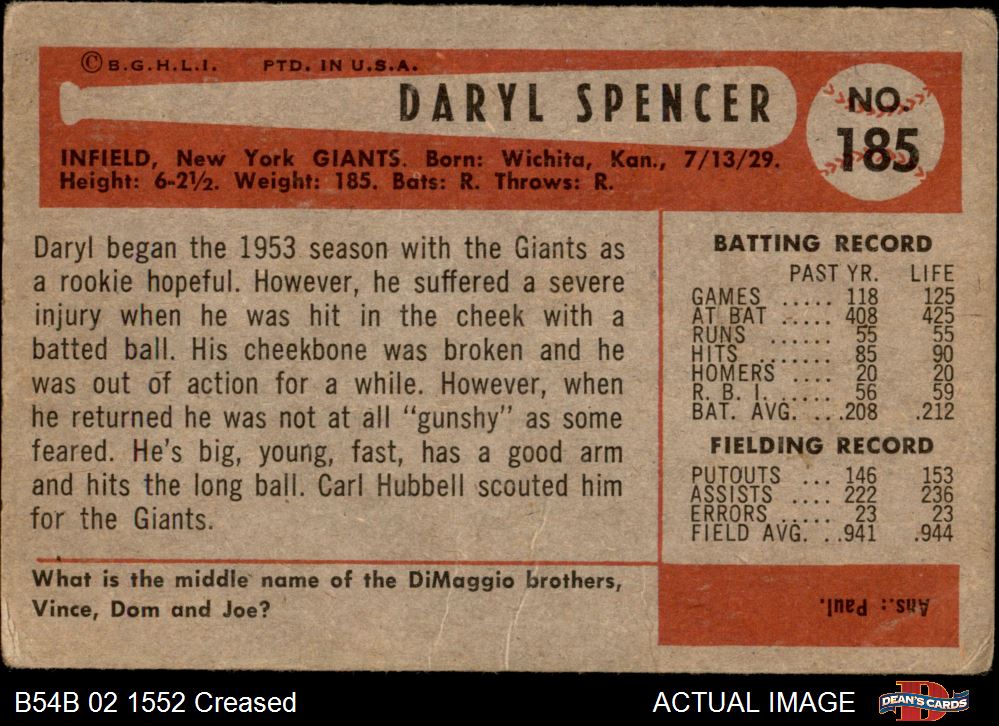 ©B.G.H.L.I. PTD. IN U.S.A.
DARYL SPENCER
NO.
185
INFIELD, New York GIANTS. Born: Wichita, Kan., 7/13/29.
Height: 6-2½. Weight: 185. Bats: R. Throws: R.
Daryl began the 1953 season with the Giants as
a rookie hopeful. However, he suffered a severe
injury when he was hit in the cheek with a
batted ball. His cheekbone was broken and he
was out of action for a while. However, when
he returned he was not at all "gunshy" as some
feared. He's big, young, fast, has a good arm
and hits the long ball. Carl Hubbell scouted him
for the Giants.
What is the middle name of the DiMaggio brothers,
Vince, Dom and Joe?
BATTING RECORD
PAST YR. LIFE
GAMES ..... 118 125
AT BAT ..... 408 425
RUNS ...... 55 55
HITS ....... 85 90
HOMERS .... 20 20
R. B. I. ..... 56 59
BAT. AVG. ...208 .212
FIELDING RECORD
PUTOUTS ... 146 153
ASSISTS .... 222 236
ERRORS ..... 23 23
FIELD AVG. ..941 .944
Ans.: Paul.
B54B 02 1552 Creased
ACTUAL IMAGE
DEAN'S CARDS